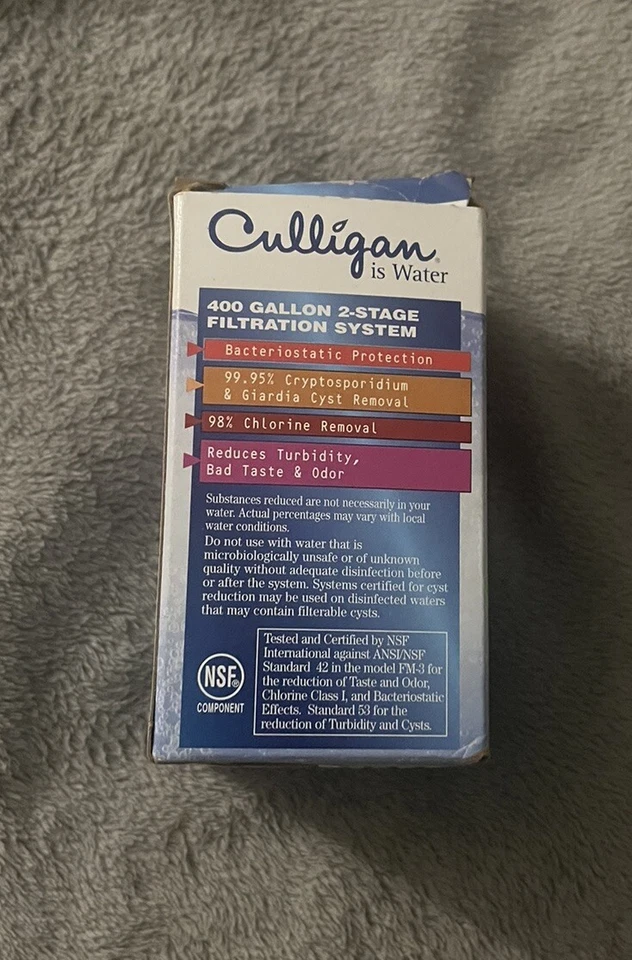 Culligan®
is Water
400 GALLON 2-STAGE
FILTRATION SYSTEM
Bacteriostatic Protection
99.95% Cryptosporidium
& Giardia Cyst Removal
98% Chlorine Removal
Reduces Turbidity,
Bad Taste & Odor
Substances reduced are not necessarily in your
water. Actual percentages may vary with local
water conditions.
Do not use with water that is
microbiologically unsafe or of unknown
quality without adequate disinfection before
or after the system. Systems certified for cyst
reduction may be used on disinfected waters
that may contain filterable cysts.
NSF®
COMPONENT
Tested and Certified by NSF
International against ANSI/NSF
Standard 42 in the model FM-3 for
the reduction of Taste and Odor,
Chlorine Class I, and Bacteriostatic
Effects. Standard 53 for the
reduction of Turbidity and Cysts.